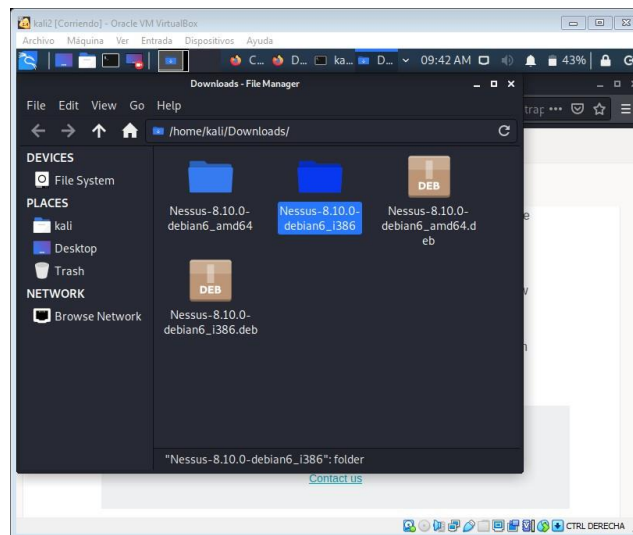 kali2 [Corriendo] - Oracle VM VirtualBox
Archivo Máquina Ver Entrada Dispositivos Ayuda
C... D... ka... D... 09:42 AM 43% G
Downloads - File Manager
File Edit View Go Help
/home/kali/Downloads/
DEVICES
File System
PLACES
kali
Desktop
Trash
NETWORK
Browse Network
DEB
Nessus-8.10.0-
debian6_amd64
Nessus-8.10.0-
debian6_i386
Nessus-8.10.0-
debian6_amd64.d
eb
DEB
Nessus-8.10.0-
debian6_i386.deb
"Nessus-8.10.0-debian6_i386": folder
Contact us
CTRL DERECHA